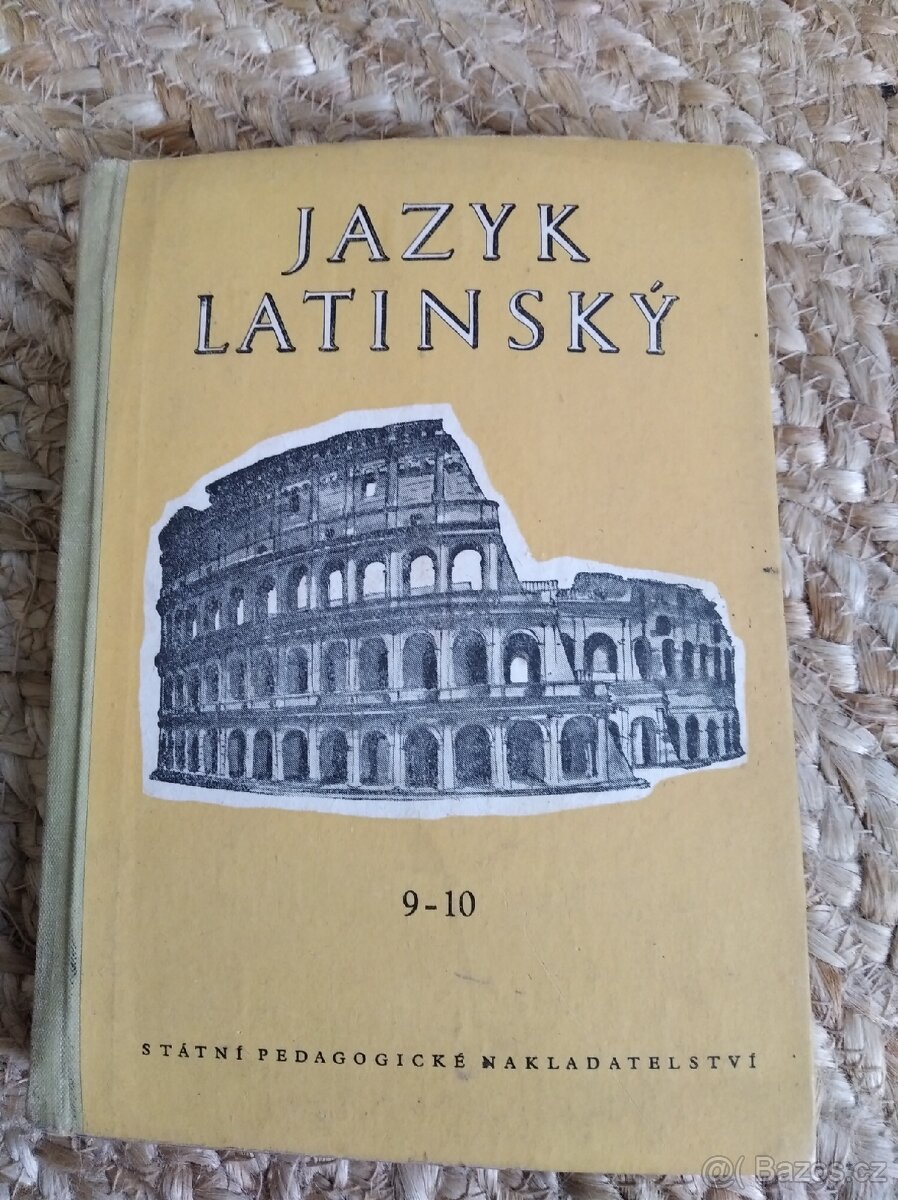 JAZYK
LATINSKÝ
9-10
STÁTNÍ PEDAGOGICKÉ NAKLADATELSTVÍ
@( Bazos.cz